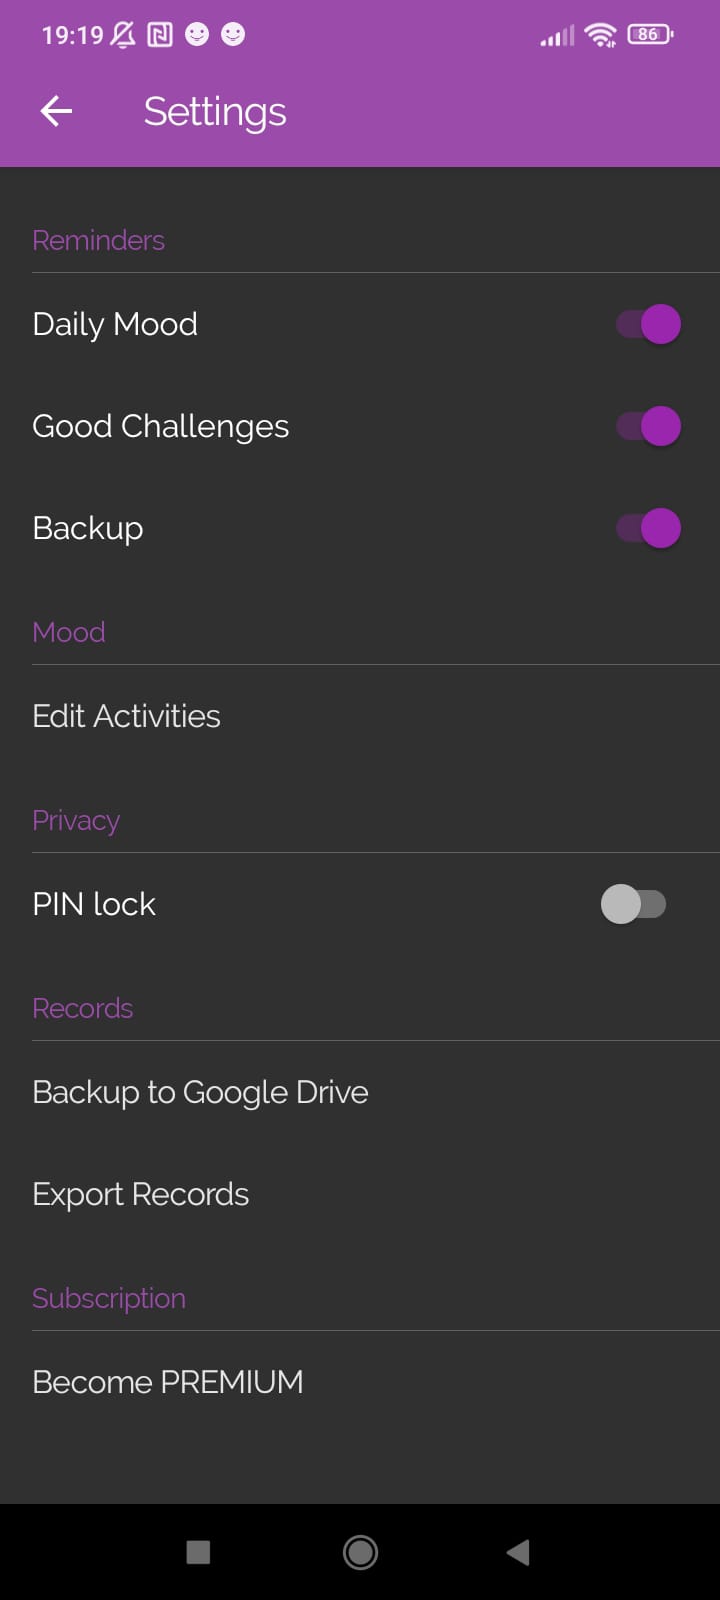 19:19
86
Settings
Reminders
Daily Mood
Good Challenges
Backup
Mood
Edit Activities
Privacy
PIN lock
Records
Backup to Google Drive
Export Records
Subscription
Become PREMIUM